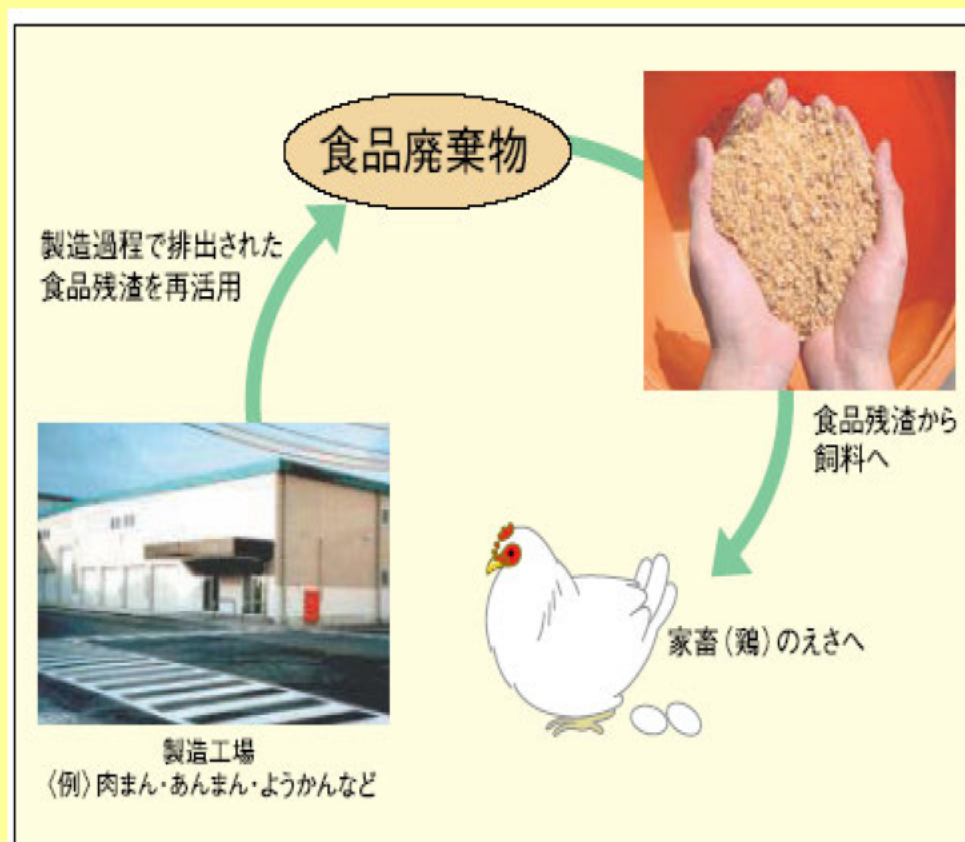 食品廃棄物
製造過程で排出された
食品残渣を再活用
食品残渣から
飼料へ
家畜(鶏)のえさへ
製造工場
〈例〉肉まん・あんまん・ようかんなど